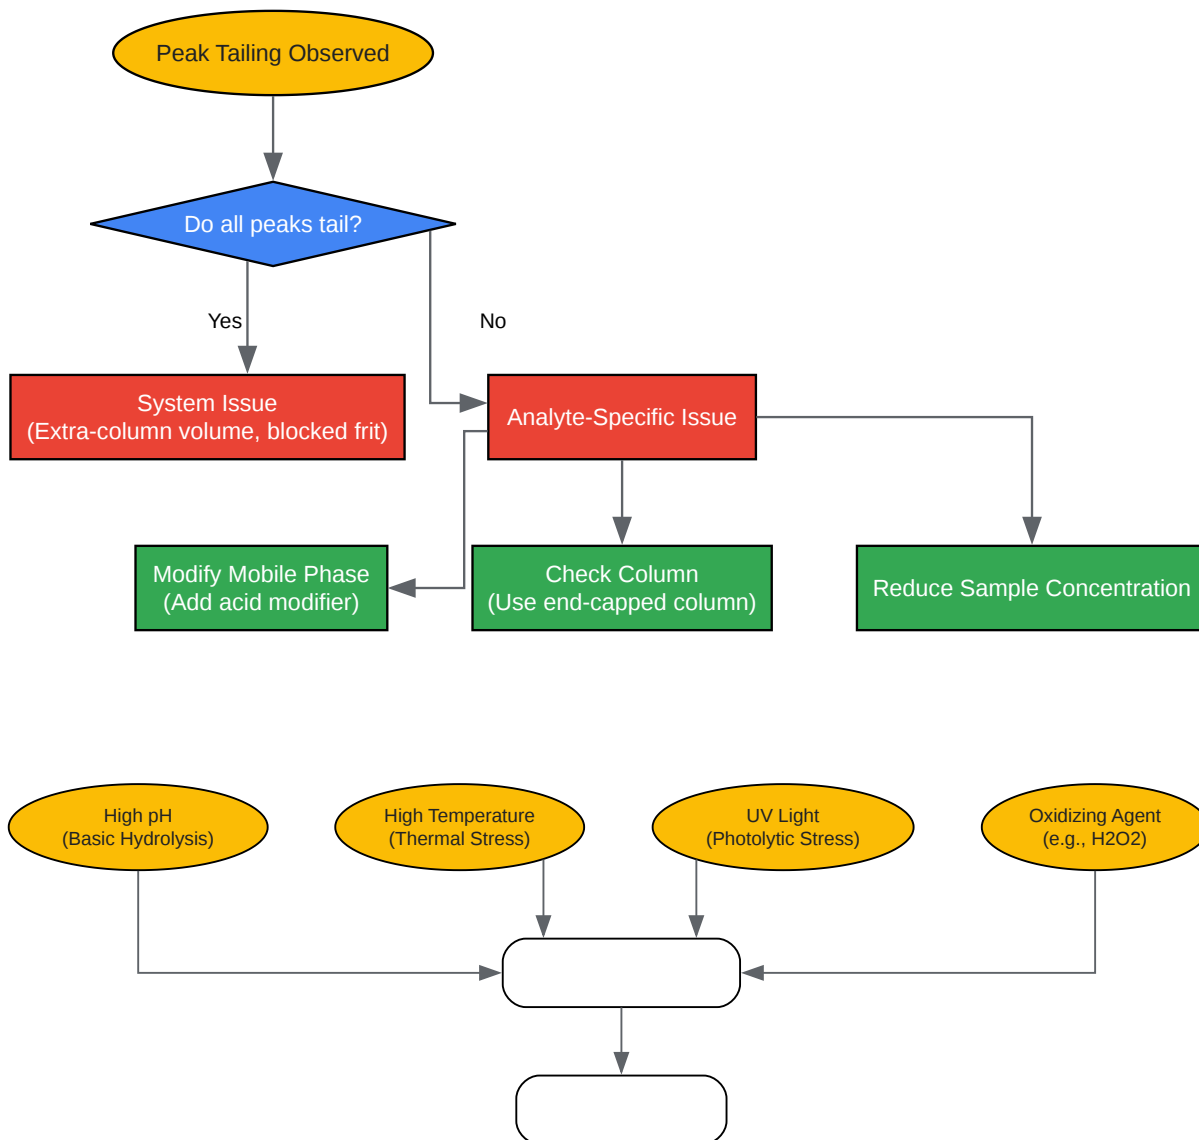 Peak Tailing Observed
Do all peaks tail?
Yes
No
System Issue
(Extra-column volume, blocked frit)
Analyte-Specific Issue
Modify Mobile Phase
(Add acid modifier)
Check Column
(Use end-capped column)
Reduce Sample Concentration
High pH
(Basic Hydrolysis)
High Temperature
(Thermal Stress)
UV Light
(Photolytic Stress)
Oxidizing Agent
(e.g., H2O2)